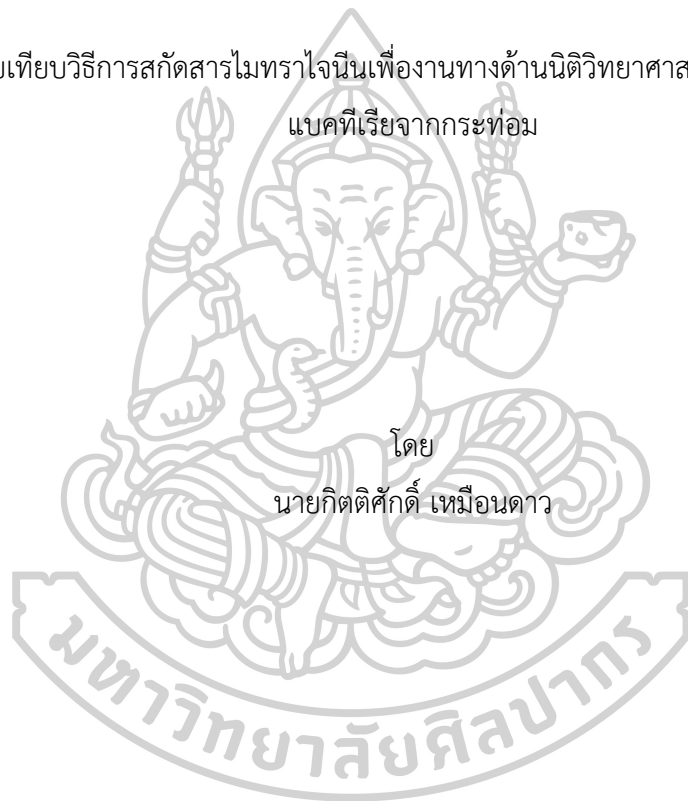 ยเทียบวิธีการสกัดสารไมทราไจนีนเพื่องานทางด้านนิติวิทยาศาส
แบคทีเรียจากกระท่อม
โดย
นายกิตติศักดิ์ เหมือนดาว
มหาวิทยาลัยศิลปากร